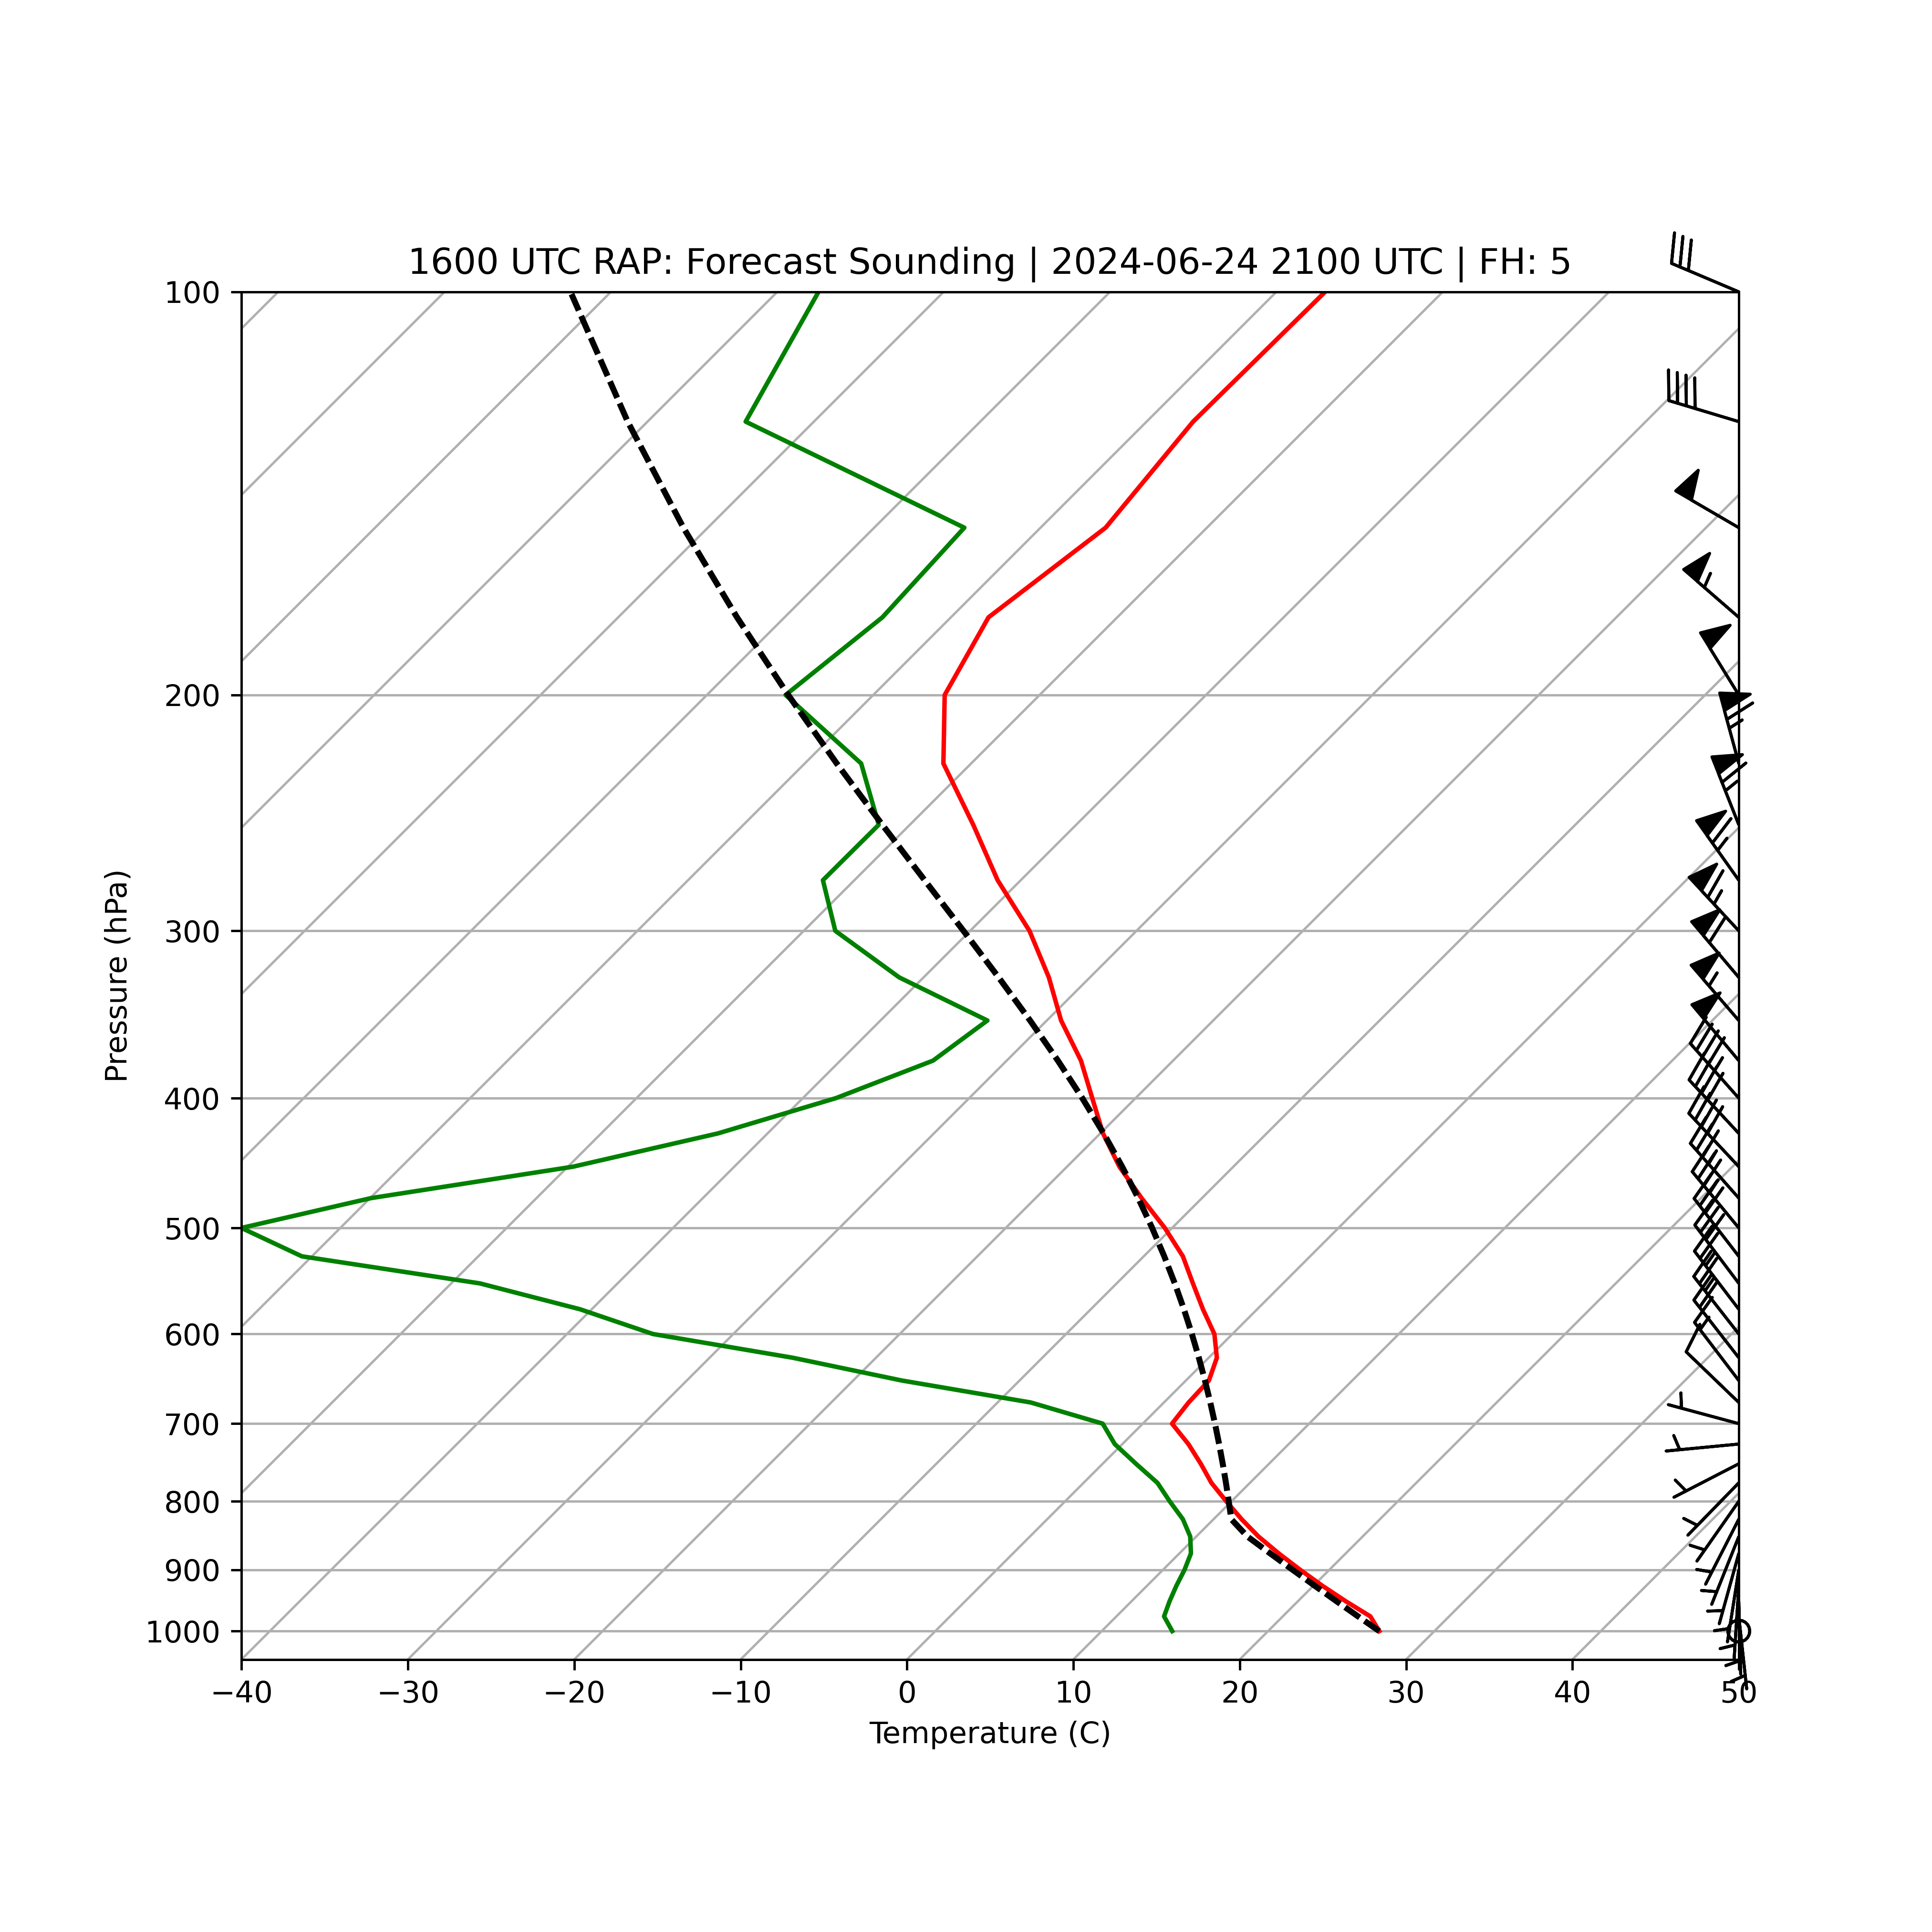 1600 UTC RAP: Forecast Sounding | 2024-06-24 2100 UTC | FH: 5
100
200
300
400
500
600
700
800
900
1000
Pressure (hPa)
−40 −30 −20 −10 0 10 20 30 40 50
Temperature (C)